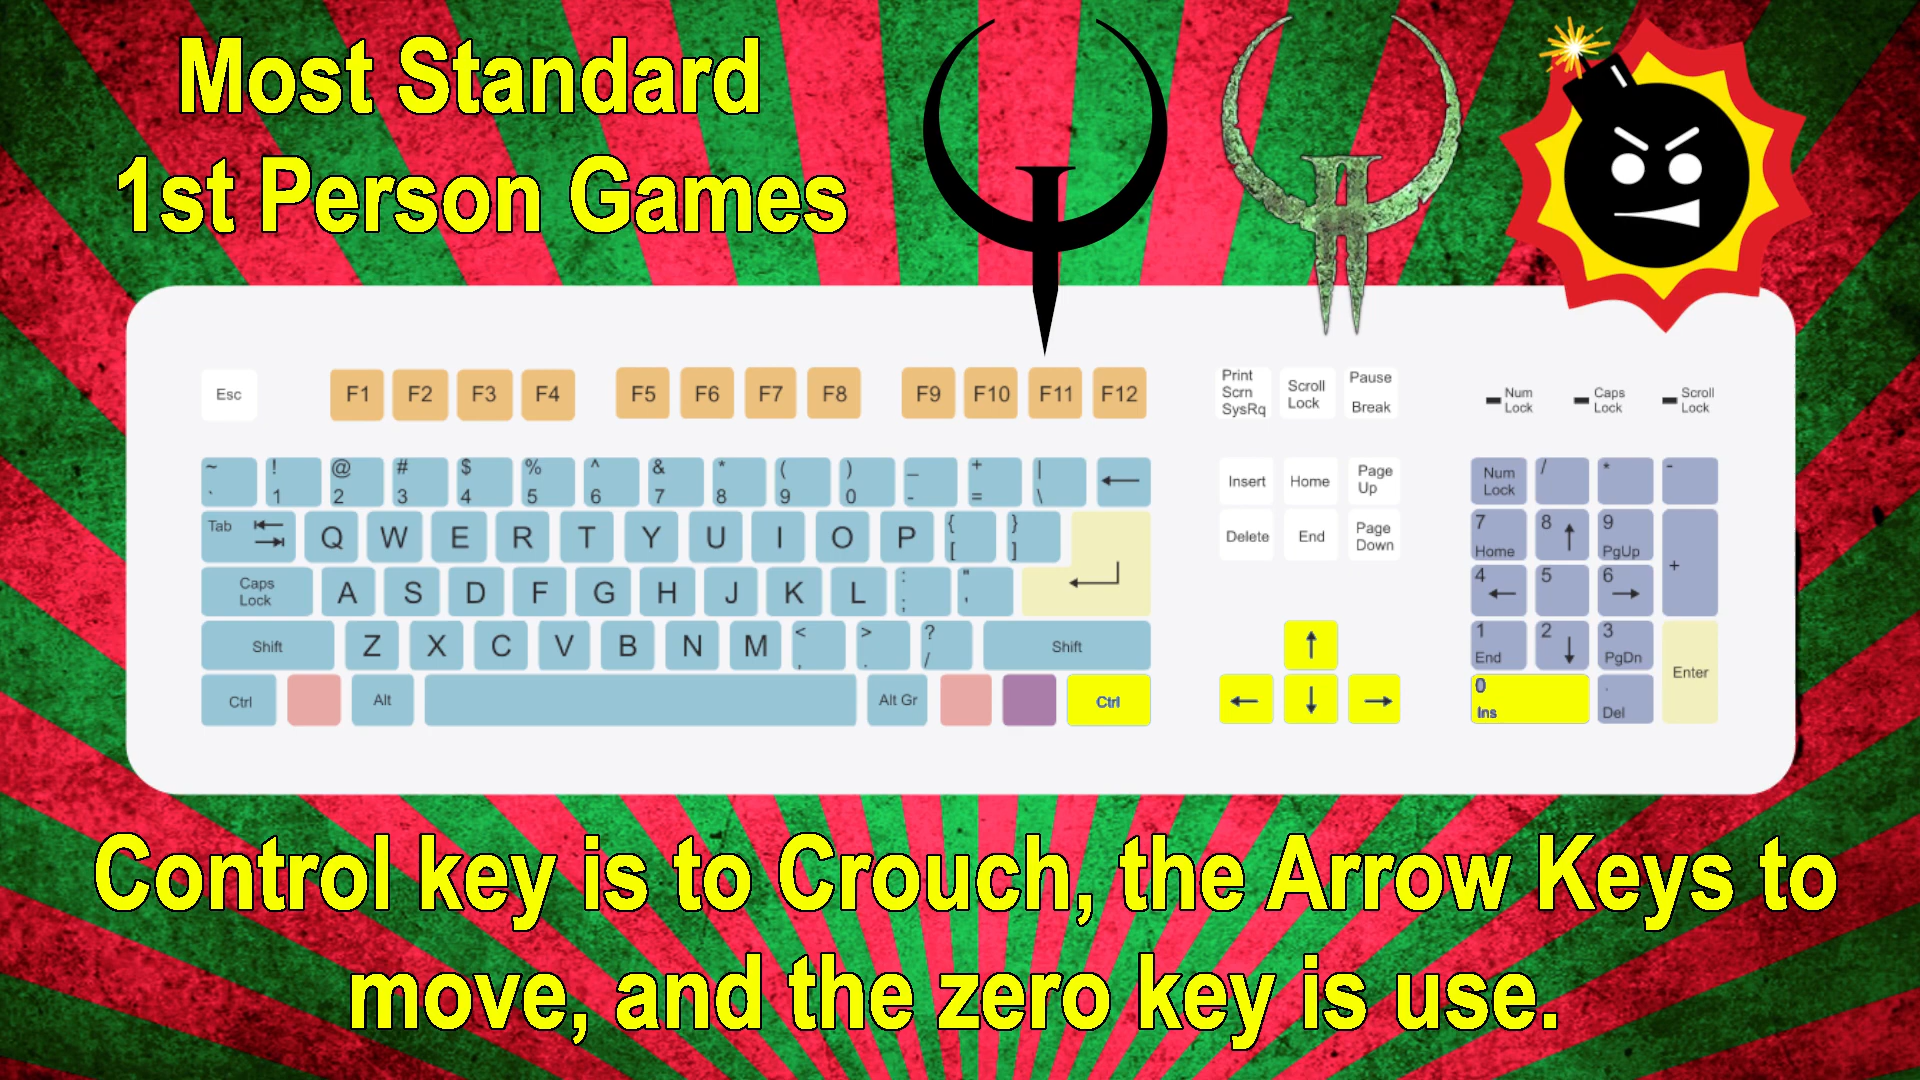 Most Standard
1st Person Games
Esc F1 F2 F3 F4 F5 F6 F7 F8 F9 F10 F11 F12 Print Scrn SysRq Scroll Lock Pause Break Num Lock Caps Lock Scroll Lock
~ ` ! 1 @ 2 # 3 $ 4 % 5 ^ 6 & 7 * 8 ( 9 ) 0 _ - + = | \ ← Insert Home Page Up Num Lock / * -
Tab Q W E R T Y U I O P { [ } ] Delete End Page Down 7 Home 8 ↑ 9 PgUp +
Caps Lock A S D F G H J K L : ; " ' 4 ← 5 6 →
Shift Z X C V B N M < , > . ? / Shift ↑ 1 End 2 ↓ 3 PgDn Enter
Ctrl Alt Alt Gr Ctrl ← ↓ → 0 Ins . Del
Control key is to Crouch, the Arrow Keys to
move, and the zero key is use.